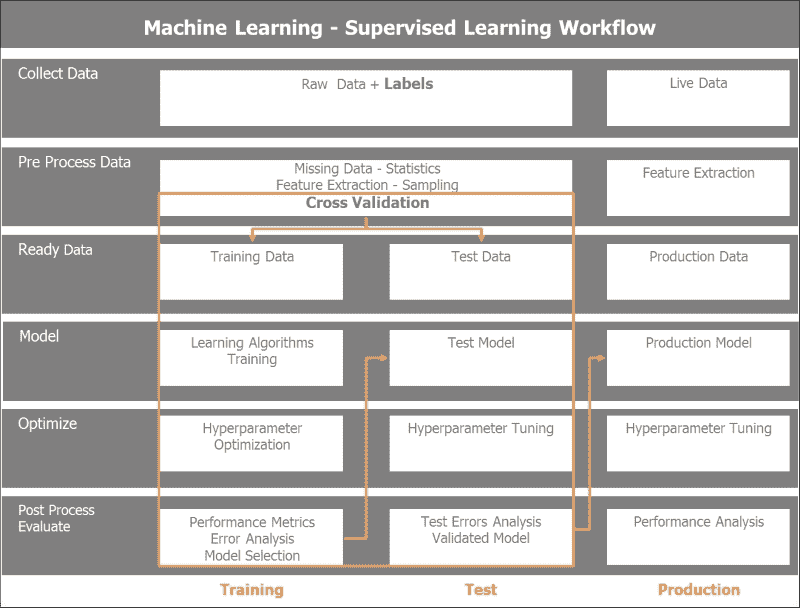 Machine Learning - Supervised Learning Workflow
Collect Data
Raw Data + Labels
Live Data
Pre Process Data
Missing Data - Statistics
Feature Extraction - Sampling
Cross Validation
Feature Extraction
Ready Data
Training Data
Test Data
Production Data
Model
Learning Algorithms
Training
Test Model
Production Model
Optimize
Hyperparameter
Optimization
Hyperparameter Tuning
Hyperparameter Tuning
Post Process
Evaluate
Performance Metrics
Error Analysis
Model Selection
Test Errors Analysis
Validated Model
Performance Analysis
Training
Test
Production